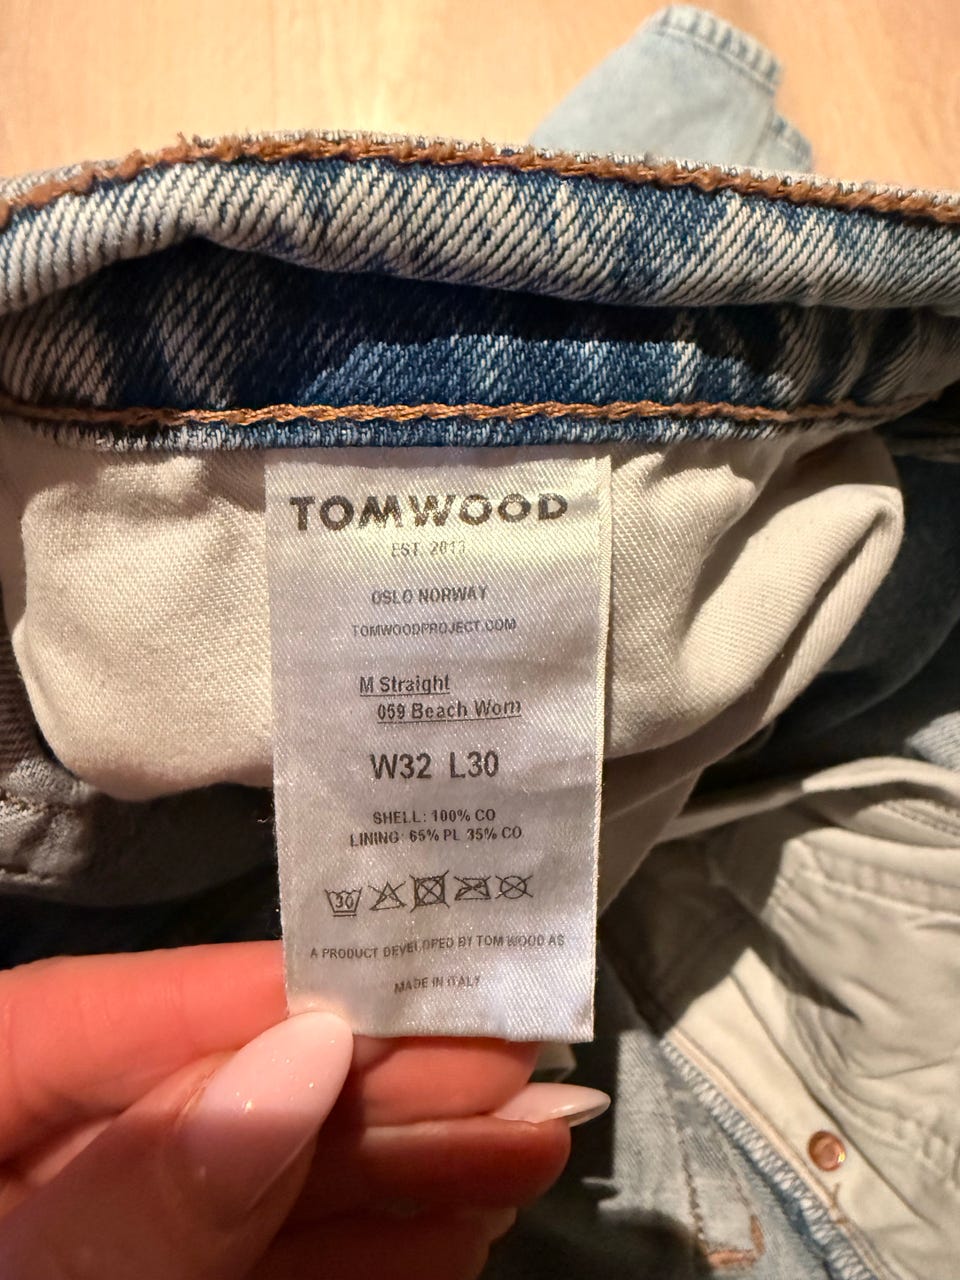 TOMWOOD
EST. 2013
OSLO NORWAY
TOMWOODPROJECT.COM
M Straight
059 Beach Worn
W32 L30
SHELL: 100% CO
LINING: 65% PL 35% CO
30
A PRODUCT DEVELOPED BY TOM WOOD AS
MADE IN ITALY